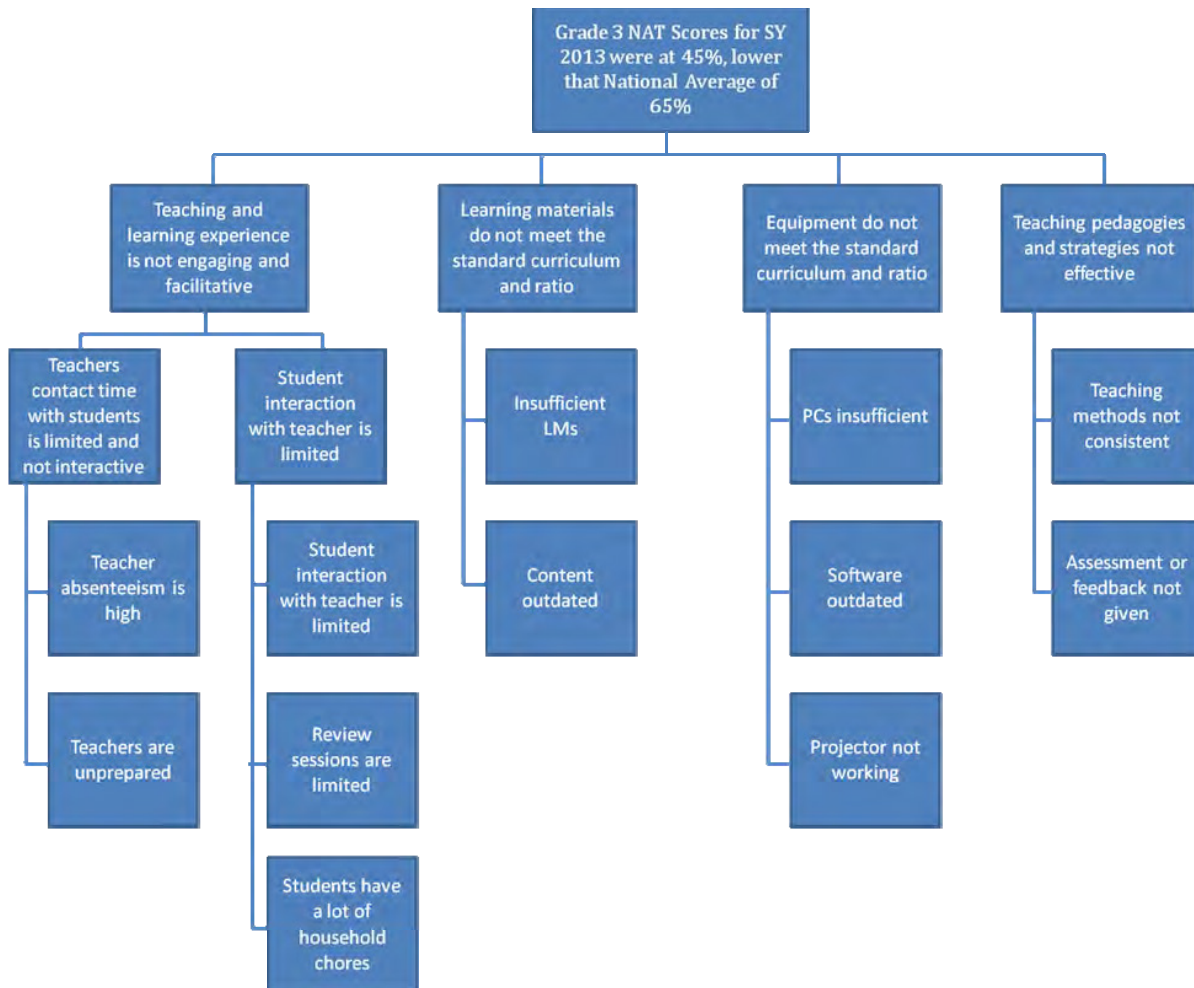 Grade 3 NAT Scores for SY
2013 were at 45%, lower
that National Average of
65%
Teaching and
learning experience
is not engaging and
facilitative
Learning materials
do not meet the
standard curriculum
and ratio
Equipment do not
meet the standard
curriculum and ratio
Teaching pedagogies
and strategies not
effective
Teachers
contact time
with students
is limited and
not interactive
Student
interaction
with teacher is
limited
Insufficient
LMs
PCs insufficient
Teaching
methods not
consistent
Teacher
absenteeism is
high
Student
interaction
with teacher is
limited
Content
outdated
Software
outdated
Assessment or
feedback not
given
Teachers are
unprepared
Review
sessions are
limited
Projector not
working
Students have
a lot of
household
chores